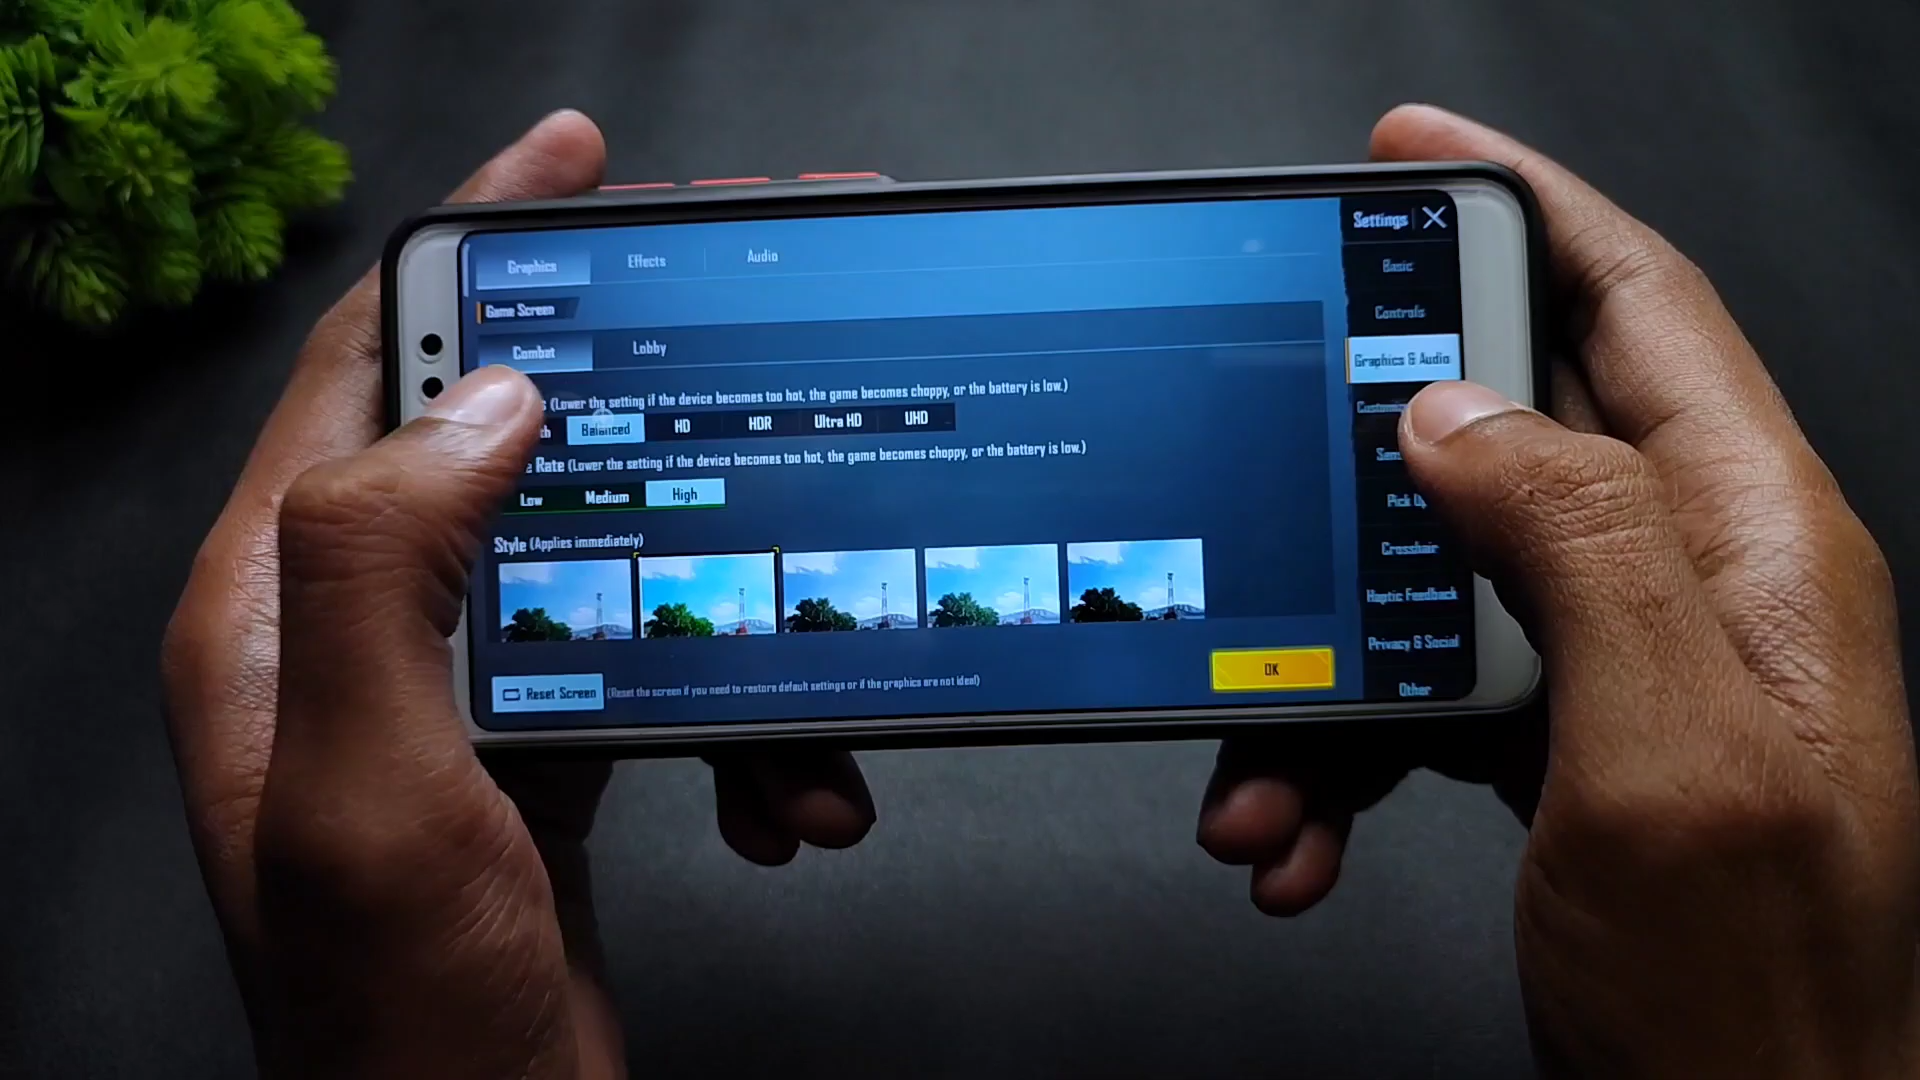 Settings
Graphics Effects Audio
Basic
Game Screen
Controls
Combat Lobby
Graphics & Audio
(Lower the setting if the device becomes too hot, the game becomes choppy, or the battery is low.)
Balanced HD HDR Ultra HD UHD
Rate (Lower the setting if the device becomes too hot, the game becomes choppy, or the battery is low.)
Low Medium High
Pick
Style (Applies immediately)
Crosshair
Haptic Feedback
Privacy & Social
OK
Reset Screen (Reset the screen if you need to restore default settings or if the graphics are not ideal)
Other